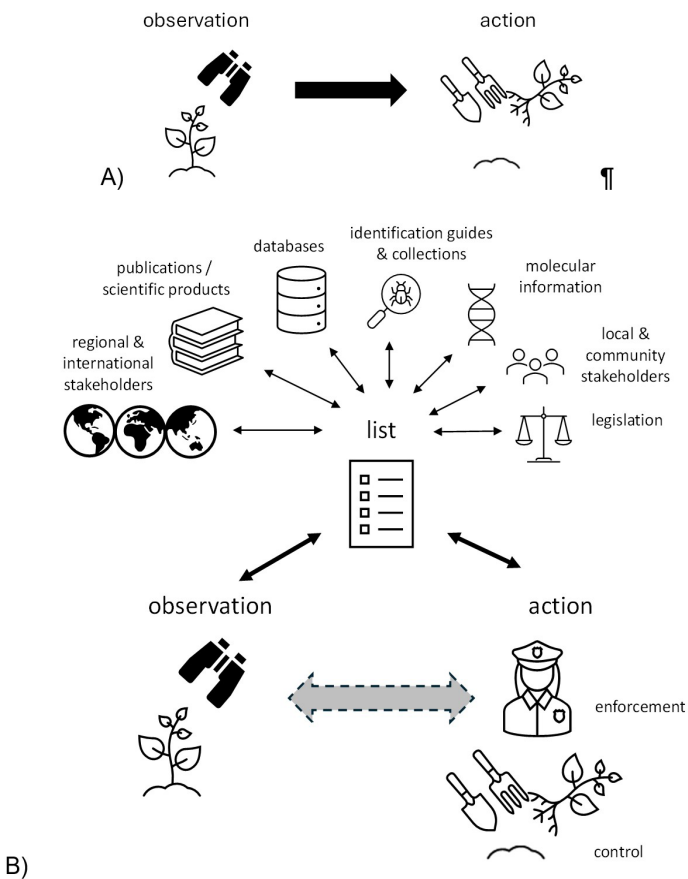 observation
action
A)
¶
identification guides
& collections
databases
publications /
scientific products
molecular
information
regional &
international
stakeholders
local &
community
stakeholders
legislation
list
observation
action
enforcement
control
B)